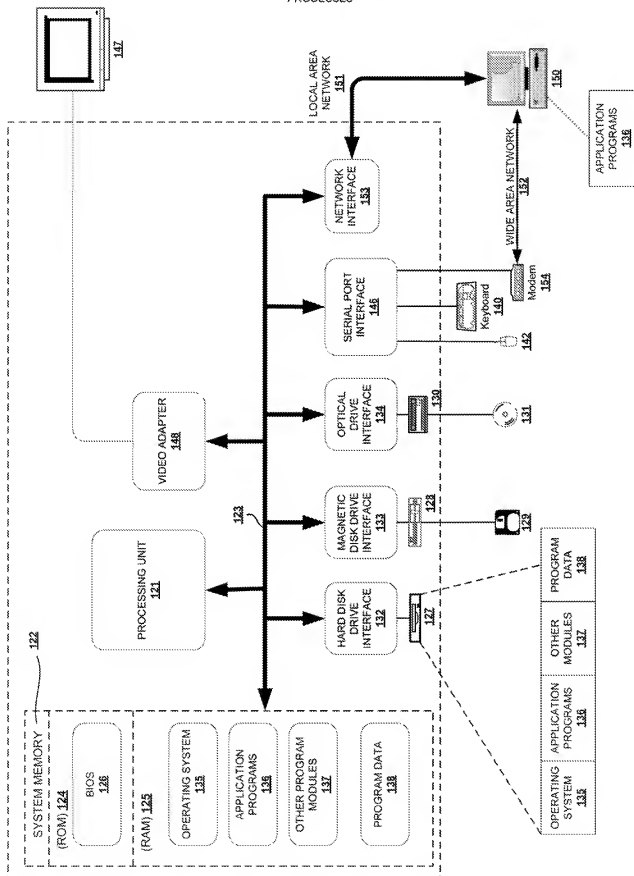 PROCESSES
147
SYSTEM MEMORY
122
(ROM) 124
BIOS
126
(RAM) 125
OPERATING SYSTEM
135
APPLICATION
PROGRAMS
136
OTHER PROGRAM
MODULES
137
PROGRAM DATA
138
PROCESSING UNIT
121
VIDEO ADAPTER
148
123
HARD DISK
DRIVE
INTERFACE
132
MAGNETIC
DISK DRIVE
INTERFACE
133
OPTICAL
DRIVE
INTERFACE
134
SERIAL PORT
INTERFACE
146
NETWORK
INTERFACE
153
LOCAL AREA
NETWORK
151
127
128
130
129
131
142
Keyboard
140
Modem
154
WIDE AREA NETWORK
152
150
OPERATING
SYSTEM
135
APPLICATION
PROGRAMS
136
OTHER
MODULES
137
PROGRAM
DATA
138
APPLICATION
PROGRAMS
136